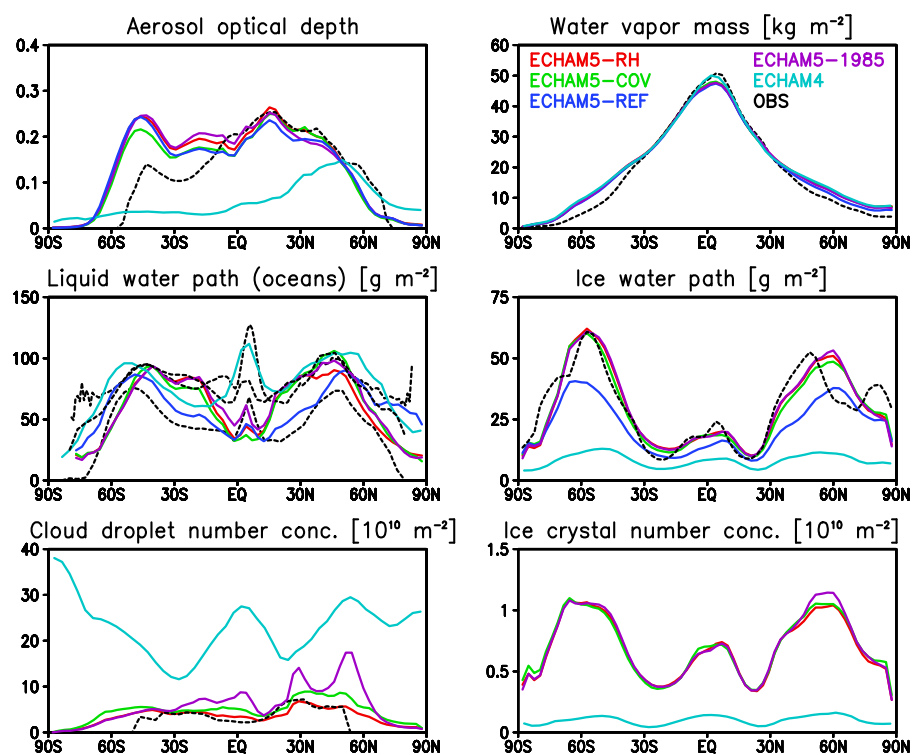 Aerosol optical depth
0.4
0.3
0.2
0.1
0
90S 60S 30S EQ 30N 60N 90N
Water vapor mass [kg m⁻²]
60
50
40
30
20
10
0
ECHAM5-RH
ECHAM5-COV
ECHAM5-REF
ECHAM5-1985
ECHAM4
OBS
90S 60S 30S EQ 30N 60N 90N
Liquid water path (oceans) [g m⁻²]
150
100
50
0
90S 60S 30S EQ 30N 60N 90N
Ice water path [g m⁻²]
75
50
25
0
90S 60S 30S EQ 30N 60N 90N
Cloud droplet number conc. [10¹⁰ m⁻²]
40
30
20
10
0
90S 60S 30S EQ 30N 60N 90N
Ice crystal number conc. [10¹⁰ m⁻²]
1.5
1
0.5
0
90S 60S 30S EQ 30N 60N 90N